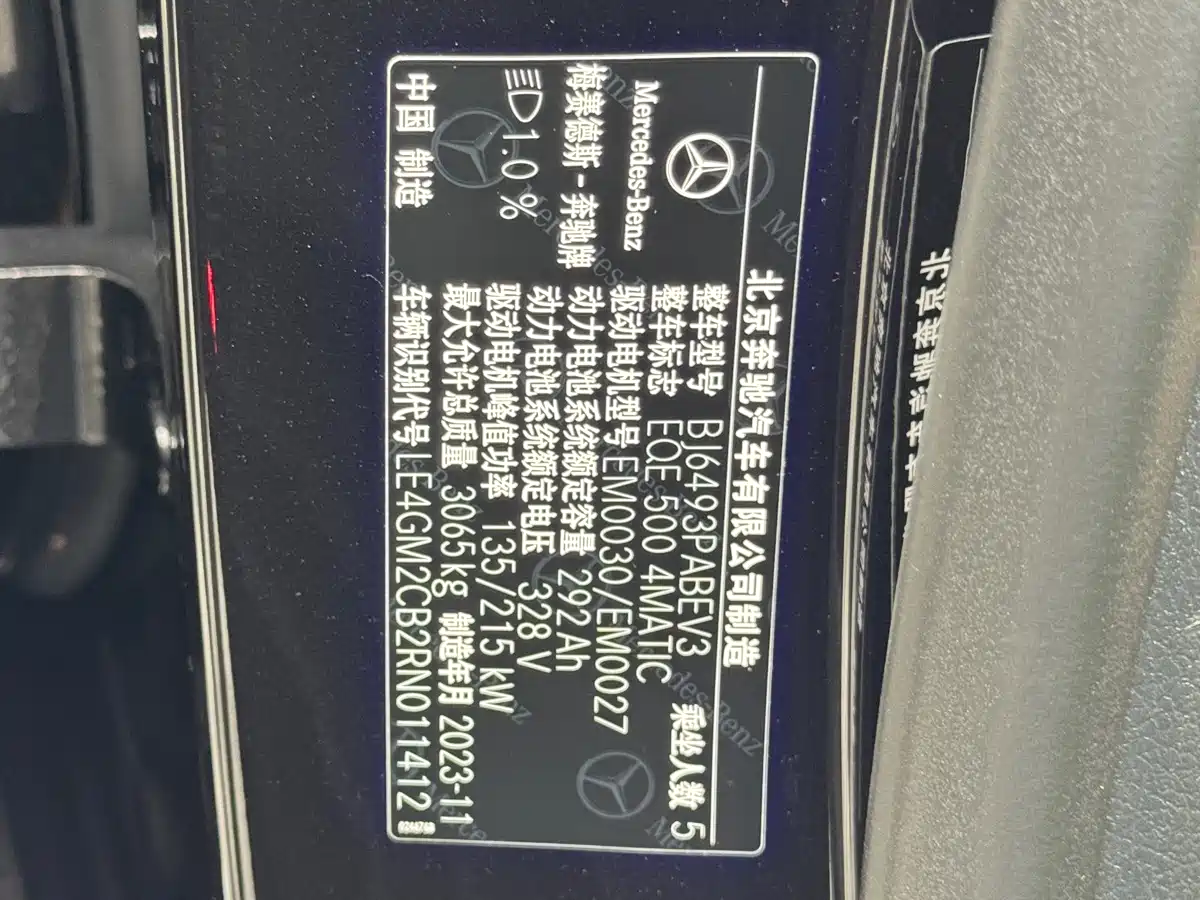 北京奔驰汽车有限公司制造
Mercedes-Benz
梅赛德斯-奔驰牌
1.0%
中国 制造
整车型号 BJ6493PABEV3
整车标志 EQE 500 4MATIC 乘坐人数 5
驱动电机型号 EM0030/EM0027
动力电池系统额定容量 292 Ah
动力电池系统额定电压 328 V
驱动电机峰值功率 135/215 kW
最大允许总质量 3065kg 制造年月 2023-11
车辆识别代号 LE4GM2CB2RN011412